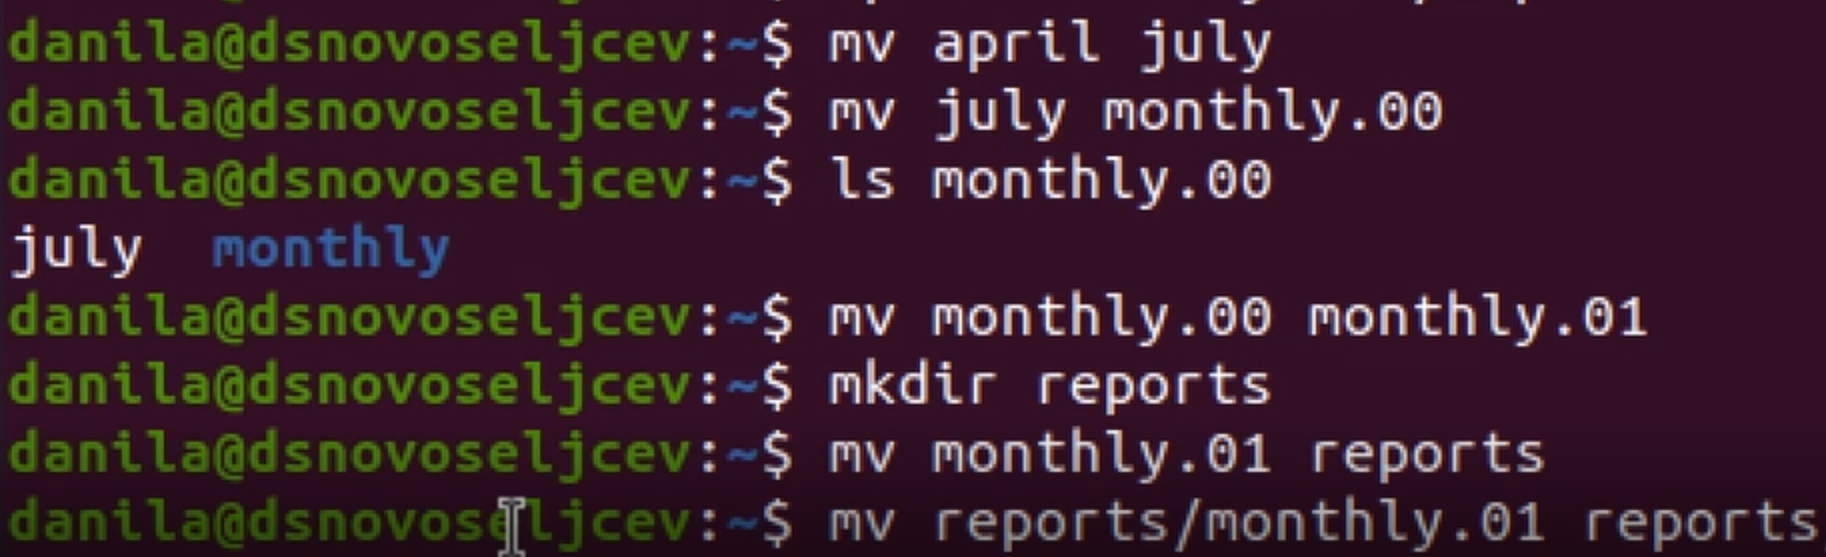 danila@dsnovoseljcev:~$ mv april july
danila@dsnovoseljcev:~$ mv july monthly.00
danila@dsnovoseljcev:~$ ls monthly.00
july  monthly
danila@dsnovoseljcev:~$ mv monthly.00 monthly.01
danila@dsnovoseljcev:~$ mkdir reports
danila@dsnovoseljcev:~$ mv monthly.01 reports
danila@dsnovoseljcev:~$ mv reports/monthly.01 reports